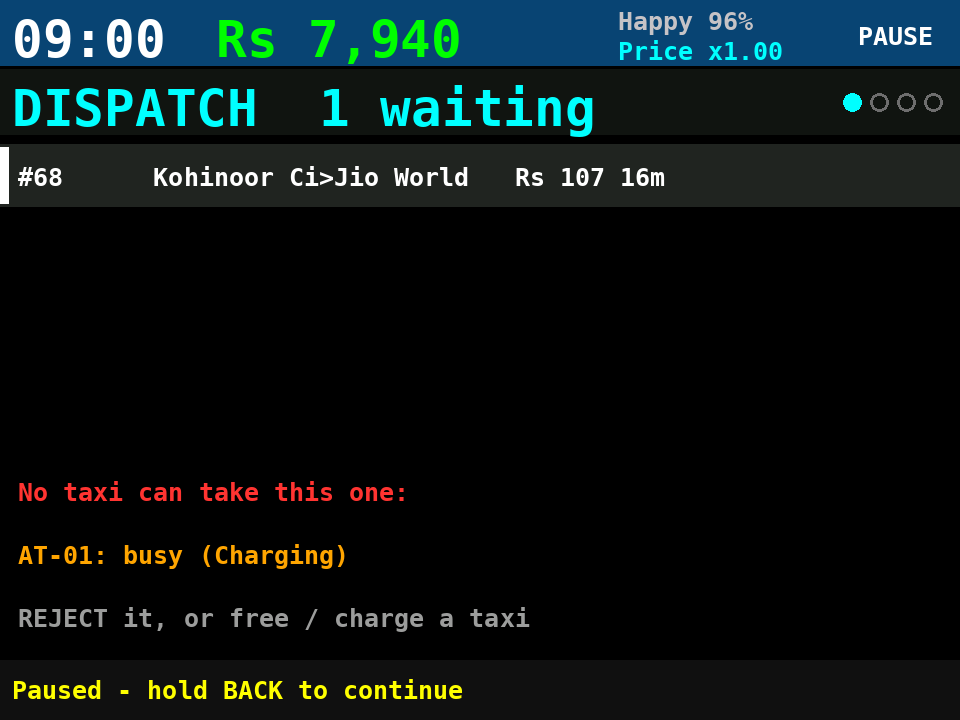 09:00 Rs 7,940 Happy 96% PAUSE
Price x1.00
DISPATCH 1 waiting
#68 Kohinoor Ci>Jio World Rs 107 16m
No taxi can take this one:
AT-01: busy (Charging)
REJECT it, or free / charge a taxi
Paused - hold BACK to continue